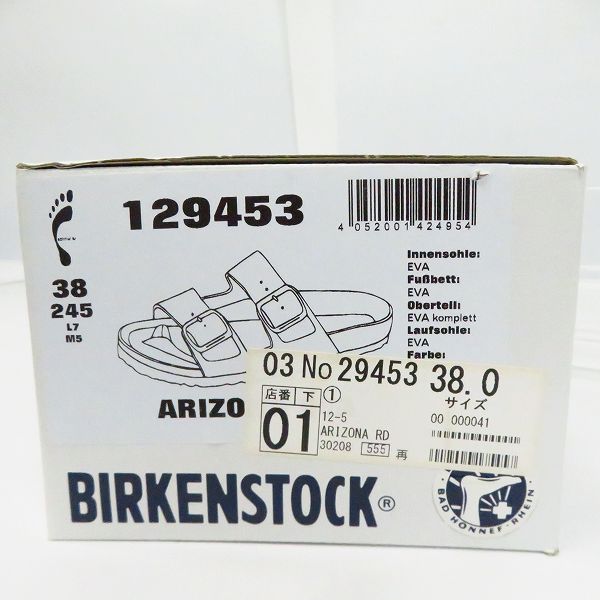 129453
4 052001 424954
38
245
L7
M5
Innensohle:
EVA
Fußbett:
EVA
Oberteil:
EVA komplett
Laufsohle:
EVA
Farbe:
ARIZO
03 No 29453 38.0
サイズ
店番 下 ①
01
12-5
ARIZONA RD
30208 555 再
00 000041
BIRKENSTOCK®
BAD HONNEF-RHEIN